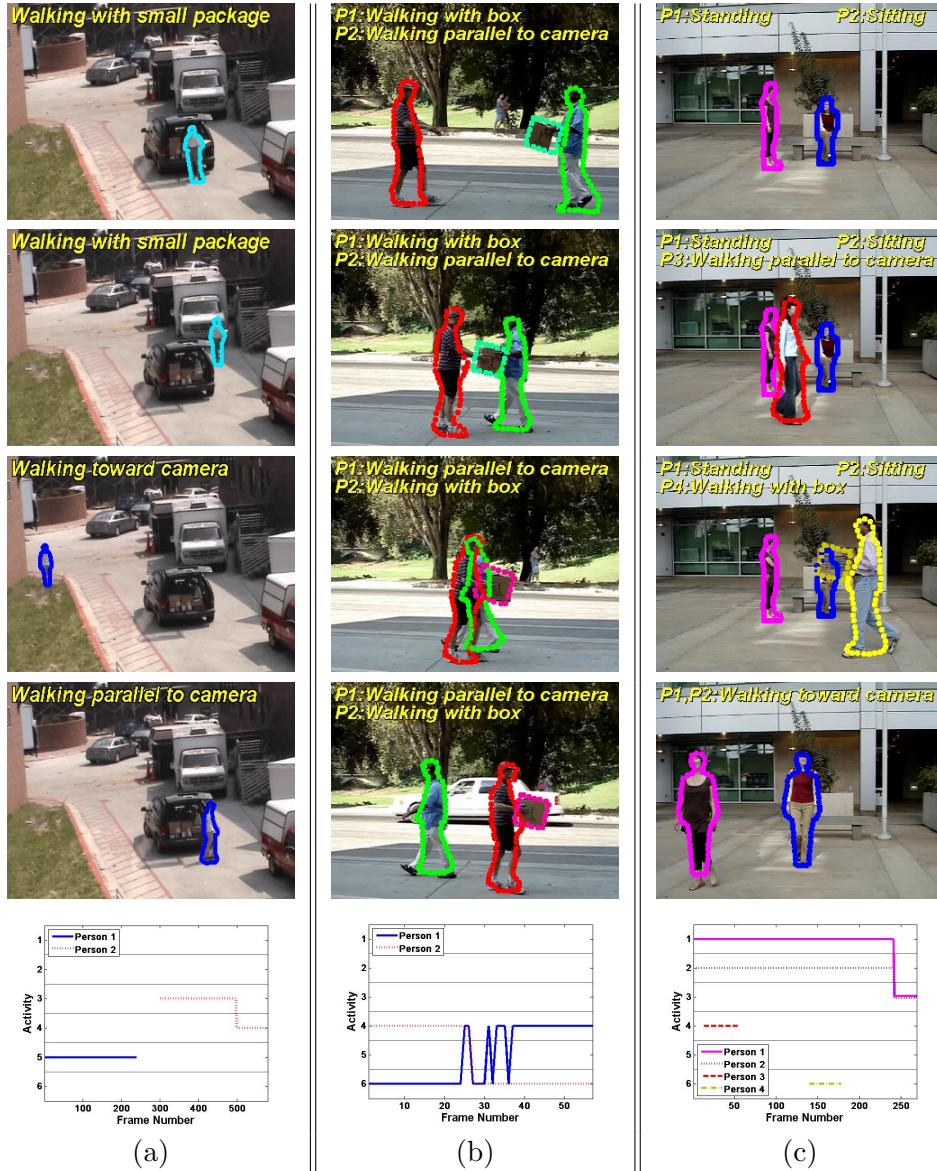 Walking with small package
P1:Walking with box
P2:Walking parallel to camera
P1:Standing P2:Sitting
Walking with small package
P1:Walking with box
P2:Walking parallel to camera
P1:Standing P2:Sitting
P3:Walking parallel to camera
Walking toward camera
P1:Walking parallel to camera
P2:Walking with box
P1:Standing P2:Sitting
P4:Walking with box
Walking parallel to camera
P1:Walking parallel to camera
P2:Walking with box
P1,P2:Walking toward camera
Person 1
Person 2
Activity
1
2
3
4
5
6
100 200 300 400 500
Frame Number
(a)
Person 1
Person 2
Activity
1
2
3
4
5
6
10 20 30 40 50
Frame Number
(b)
Person 1
Person 2
Person 3
Person 4
Activity
1
2
3
4
5
6
50 100 150 200 250
Frame Number
(c)